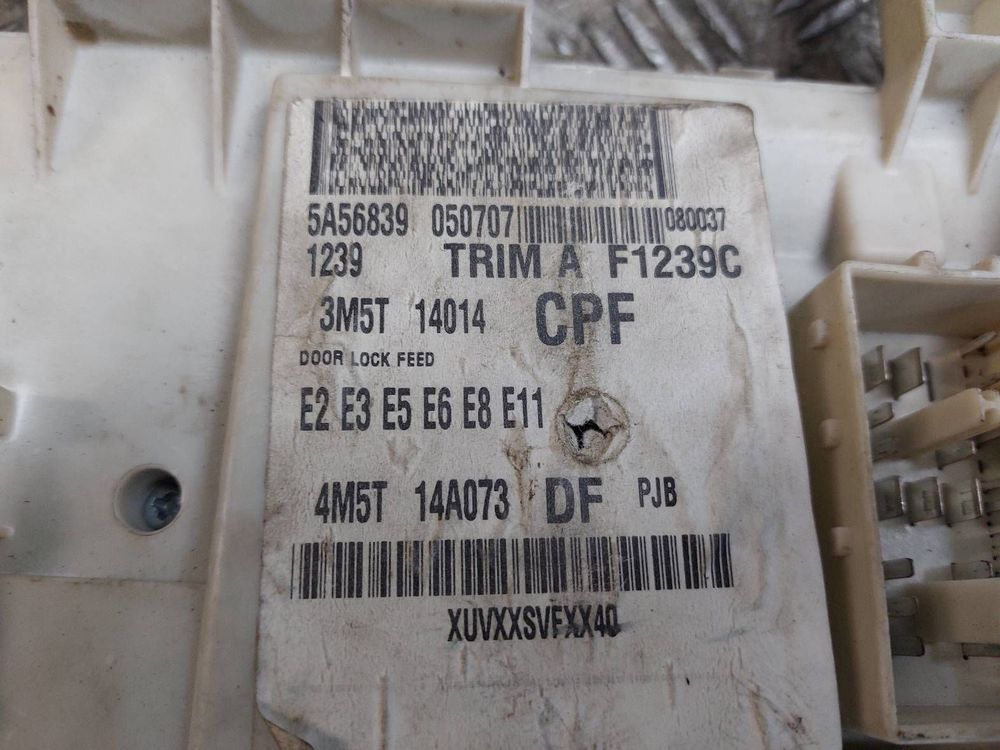 5A56839 050707 080037
1239 TRIM A F1239C
3M5T 14014 CPF
DOOR LOCK FEED
E2 E3 E5 E6 E8 E11
4M5T 14A073 DF PJB
XUVXXSVFXX40